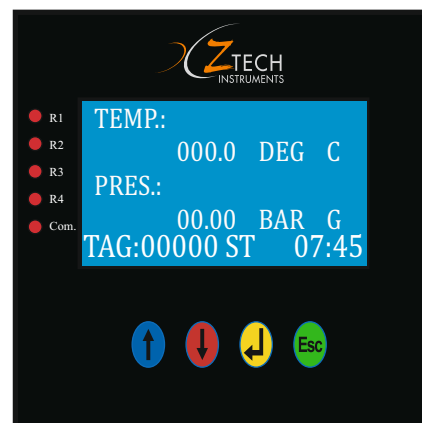 ZTECH
INSTRUMENTS
R1
R2
R3
R4
Com.
TEMP.:
000.0 DEG C
PRES.:
00.00 BAR G
TAG:00000 ST 07:45
Esc